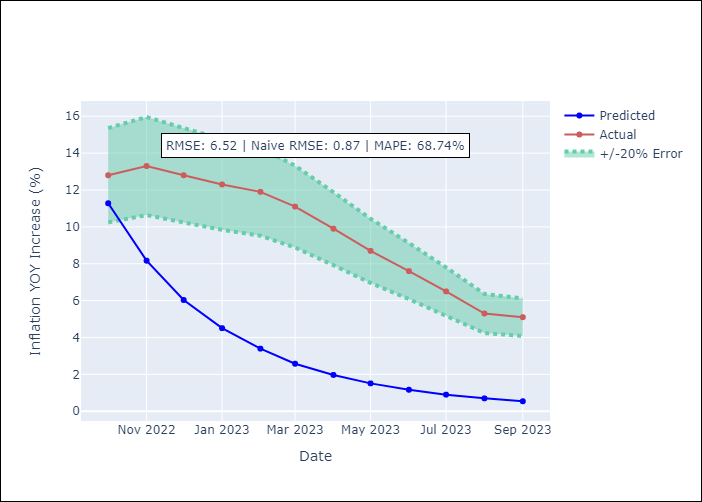 RMSE: 6.52 | Naive RMSE: 0.87 | MAPE: 68.74%
Predicted
Actual
+/-20% Error
Inflation YOY Increase (%)
16
14
12
10
8
6
4
2
0
Nov 2022
Jan 2023
Mar 2023
May 2023
Jul 2023
Sep 2023
Date